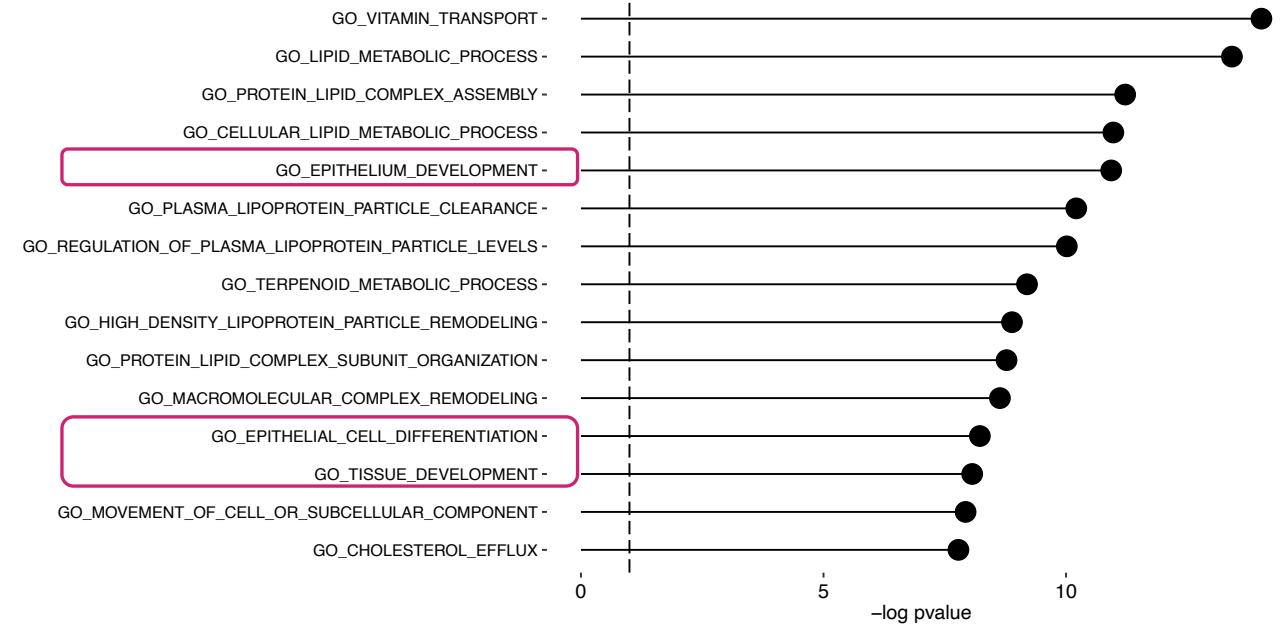 GO_VITAMIN_TRANSPORT
GO_LIPID_METABOLIC_PROCESS
GO_PROTEIN_LIPID_COMPLEX_ASSEMBLY
GO_CELLULAR_LIPID_METABOLIC_PROCESS
GO_EPITHELIUM_DEVELOPMENT
GO_PLASMA_LIPOPROTEIN_PARTICLE_CLEARANCE
GO_REGULATION_OF_PLASMA_LIPOPROTEIN_PARTICLE_LEVELS
GO_TERPENOID_METABOLIC_PROCESS
GO_HIGH_DENSITY_LIPOPROTEIN_PARTICLE_REMODELING
GO_PROTEIN_LIPID_COMPLEX_SUBUNIT_ORGANIZATION
GO_MACROMOLECULAR_COMPLEX_REMODELING
GO_EPITHELIAL_CELL_DIFFERENTIATION
GO_TISSUE_DEVELOPMENT
GO_MOVEMENT_OF_CELL_OR_SUBCELLULAR_COMPONENT
GO_CHOLESTEROL_EFFLUX
0 5 10
−log pvalue